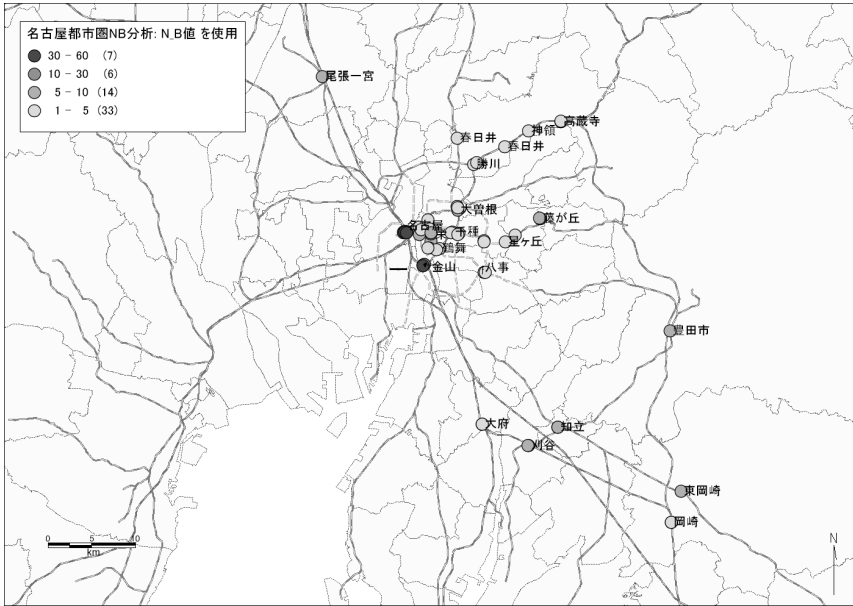 名古屋都市圏NB分析: N_B値 を使用
30 - 60 (7)
10 - 30 (6)
5 - 10 (14)
1 - 5 (33)
尾張一宮
高蔵寺
神領
春日井
春日井
勝川
大曽根
藤が丘
名古屋
千種
星ヶ丘
鶴舞
金山
八事
豊田市
大府
知立
刈谷
東岡崎
岡崎
0 5 10
km
N